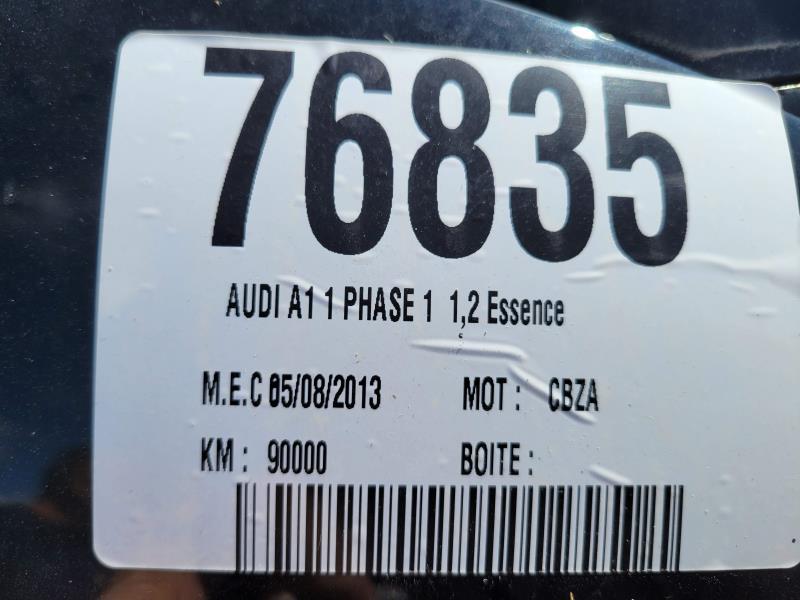 76835
AUDI A1 1 PHASE 1 1,2 Essence
M.E.C 05/08/2013 MOT : CBZA
KM : 90000 BOITE :